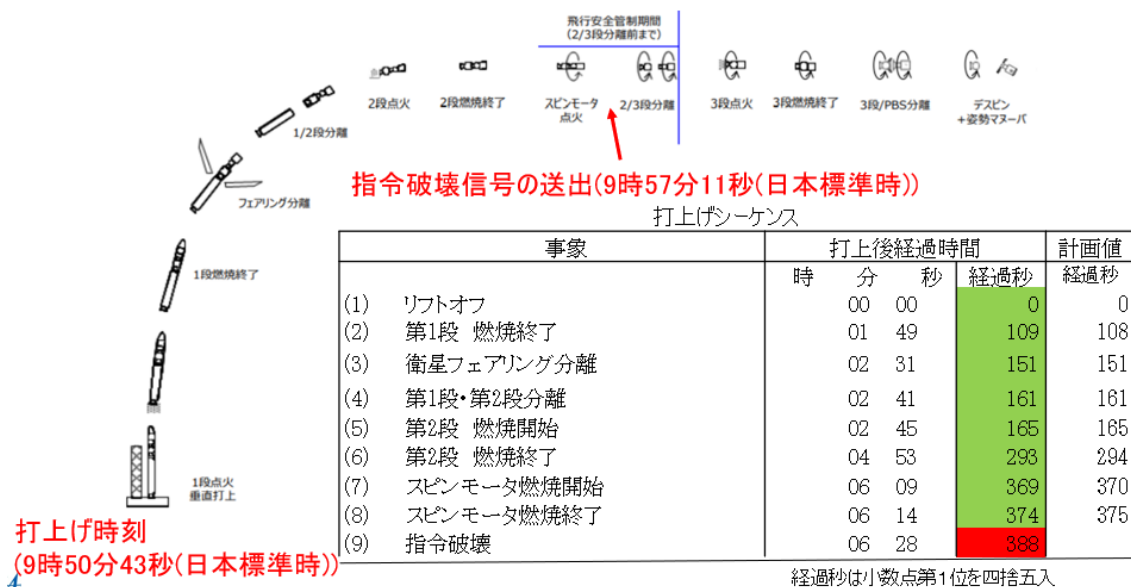 飛行安全管制期間
(2/3段分離前まで)
2段点火
2段燃焼終了
スピンモータ
点火
2/3段分離
3段点火
3段燃焼終了
3段/PBS分離
デスピン
+姿勢マヌーバ
1/2段分離
フェアリング分離
1段燃焼終了
1段点火
垂直打上
指令破壊信号の送出(9時57分11秒(日本標準時))
打上げ時刻
(9時50分43秒(日本標準時))
打上げシーケンス
事象 打上後経過時間 計画値
時 分 秒 経過秒 経過秒
(1) リフトオフ 00 00 0 0
(2) 第1段 燃焼終了 01 49 109 108
(3) 衛星フェアリング分離 02 31 151 151
(4) 第1段・第2段分離 02 41 161 161
(5) 第2段 燃焼開始 02 45 165 165
(6) 第2段 燃焼終了 04 53 293 294
(7) スピンモータ燃焼開始 06 09 369 370
(8) スピンモータ燃焼終了 06 14 374 375
(9) 指令破壊 06 28 388
経過秒は小数点第1位を四捨五入
4